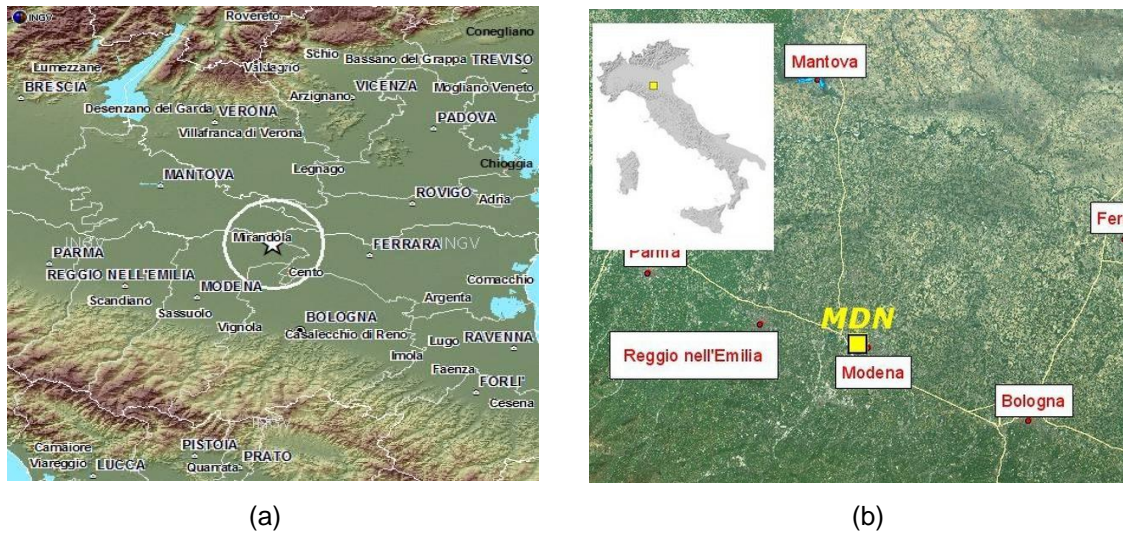 INGV
Rovereto
Conegliano
Schio
Bassano del Grappa
TREVISO
Lumezzane
Valdagno
BRESCIA
Arzignano
VICENZA
Mogliano Veneto
Desenzano del Garda
VERONA
PADOVA
Villafranca di Verona
Legnago
Chioggia
MANTOVA
ROVIGO
Adria
Mirandola
INGV
FERRARA
INGV
PARMA
REGGIO NELL'EMILIA
Cento
Comacchio
MODENA
Scandiano
Argenta
Sassuolo
BOLOGNA
Vignola
Casalecchio di Reno
Lugo
RAVENNA
Imola
Faenza
FORLI'
Cesena
INGV
Camaiore
PISTOIA
Viareggio
LUCCA
Quarrata
PRATO
(a)
Mantova
Parma
Fer
MDN
Reggio nell'Emilia
Modena
Bologna
(b)